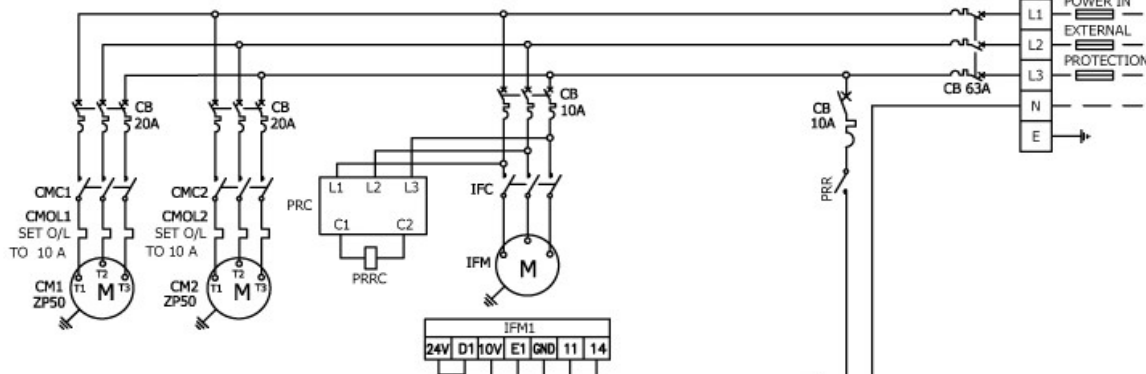 POWER IN
L1
EXTERNAL
L2
PROTECTION
L3
CB 63A
N
E
CB
20A
CB
20A
CB
10A
CB
10A
CMC1
CMC2
L1 L2 L3
IFC
PRR
PRC
CMOL1
SET O/L
TO 10 A
CMOL2
SET O/L
TO 10 A
C1 C2
PRRC
IFM
M
CM1
ZP50
T1 T2 T3
M
CM2
ZP50
T1 T2 T3
M
IFM1
24V D1 10V E1 GND 11 14